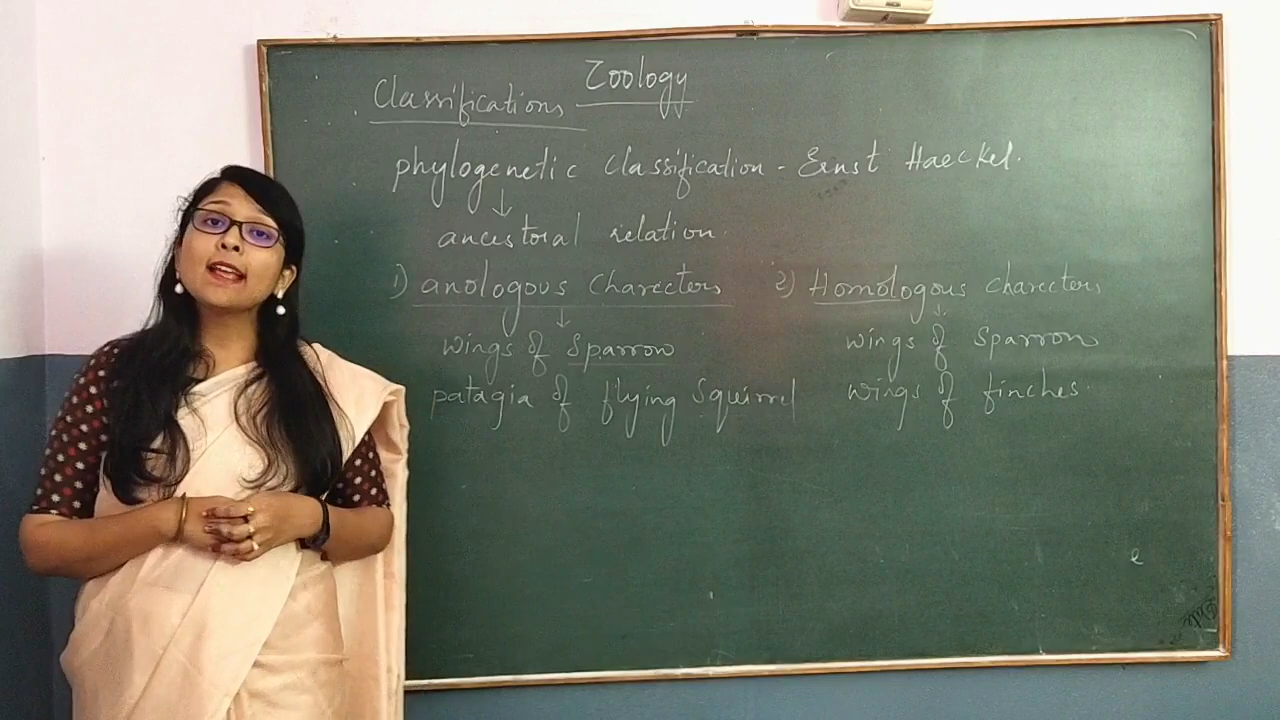 Zoology
Classifications
phylogenetic classification - Ernst Haeckel.
ancestoral relation.
1) anologous charecters
wings of sparrow
patagia of flying squirrel
2) Homologous charecters
wings of sparrow
wings of finches.
e